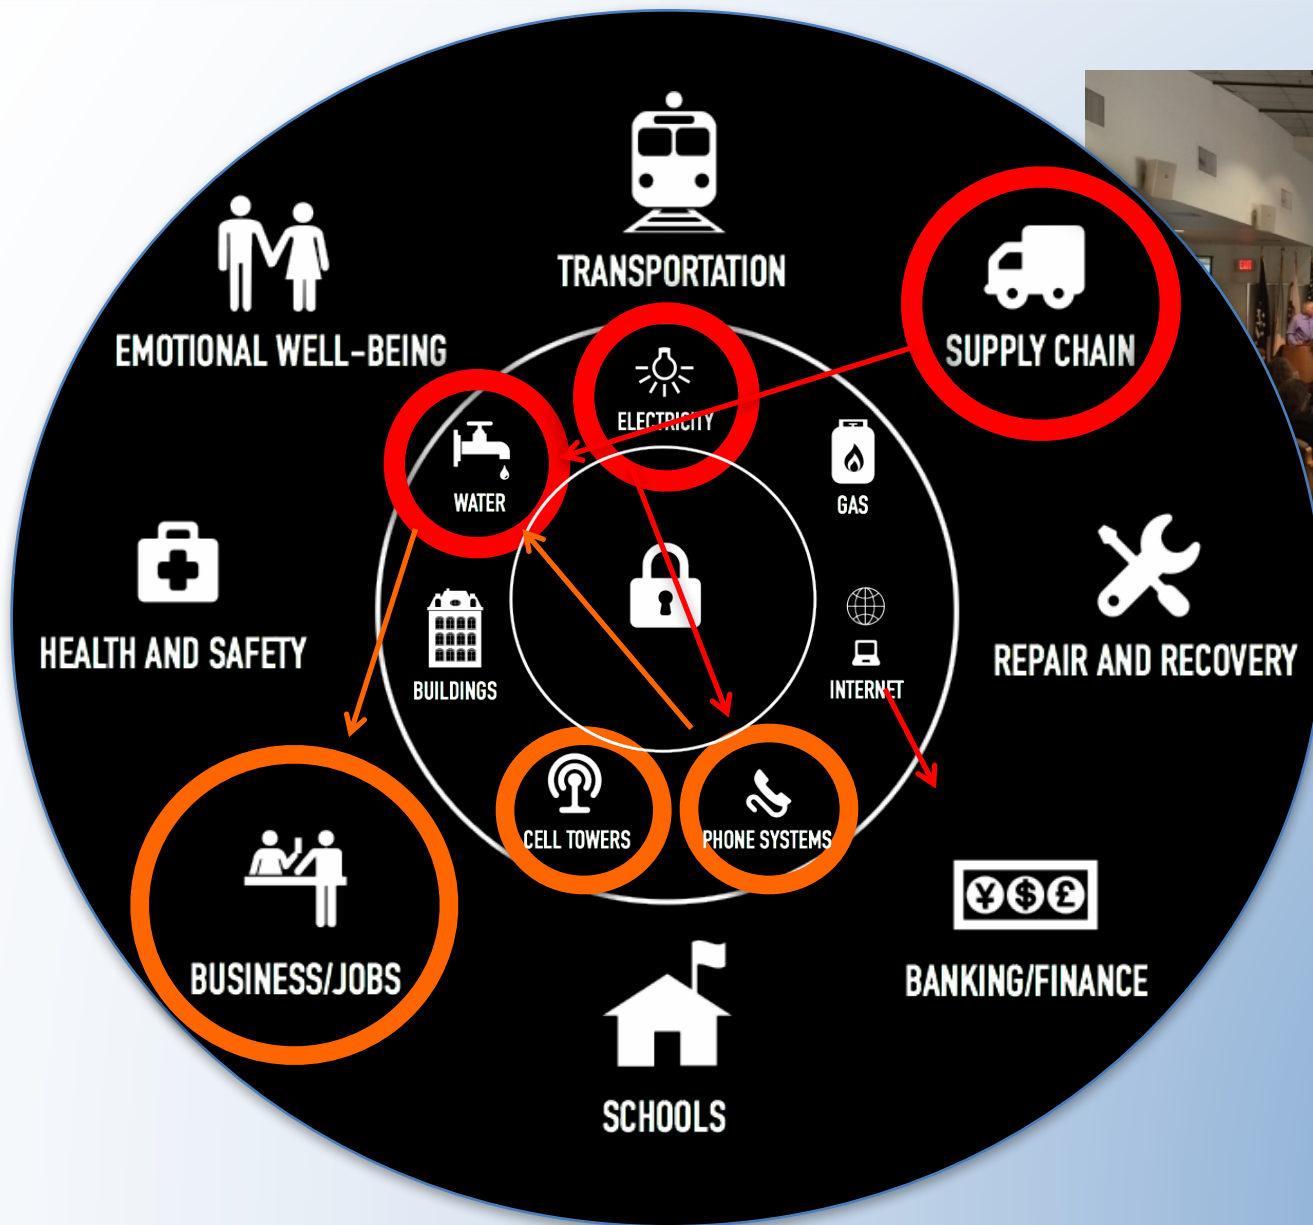 TRANSPORTATION
EMOTIONAL WELL-BEING
SUPPLY CHAIN
ELECTRICITY
WATER
GAS
HEALTH AND SAFETY
BUILDINGS
INTERNET
REPAIR AND RECOVERY
CELL TOWERS
PHONE SYSTEMS
¥ $ £
BUSINESS/JOBS
BANKING/FINANCE
SCHOOLS
EXIT